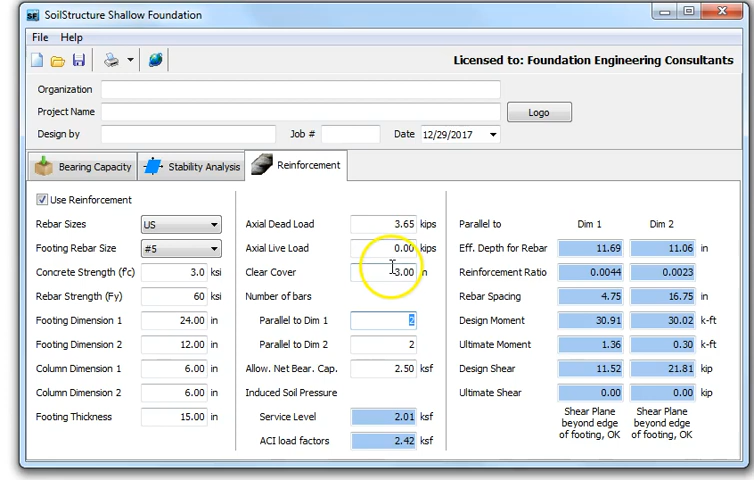 SF SoilStructure Shallow Foundation
File Help
Licensed to: Foundation Engineering Consultants
Organization
Project Name
Logo
Design by Job # Date 12/29/2017
Bearing Capacity Stability Analysis Reinforcement
Use Reinforcement
Rebar Sizes US
Footing Rebar Size #5
Concrete Strength (f'c) 3.0 ksi
Rebar Strength (Fy) 60 ksi
Footing Dimension 1 24.00 in
Footing Dimension 2 12.00 in
Column Dimension 1 6.00 in
Column Dimension 2 6.00 in
Footing Thickness 15.00 in
Axial Dead Load 3.65 kips
Axial Live Load 0.00 kips
Clear Cover 3.00 in
Number of bars
Parallel to Dim 1 2
Parallel to Dim 2 2
Allow. Net Bear. Cap. 2.50 ksf
Induced Soil Pressure
Service Level 2.01 ksf
ACI load factors 2.42 ksf
Parallel to Dim 1 Dim 2
Eff. Depth for Rebar 11.69 11.06 in
Reinforcement Ratio 0.0044 0.0023
Rebar Spacing 4.75 16.75 in
Design Moment 30.91 30.02 k-ft
Ultimate Moment 1.36 0.30 k-ft
Design Shear 11.52 21.81 kip
Ultimate Shear 0.00 0.00 kip
Shear Plane
beyond edge
of footing, OK
Shear Plane
beyond edge
of footing, OK